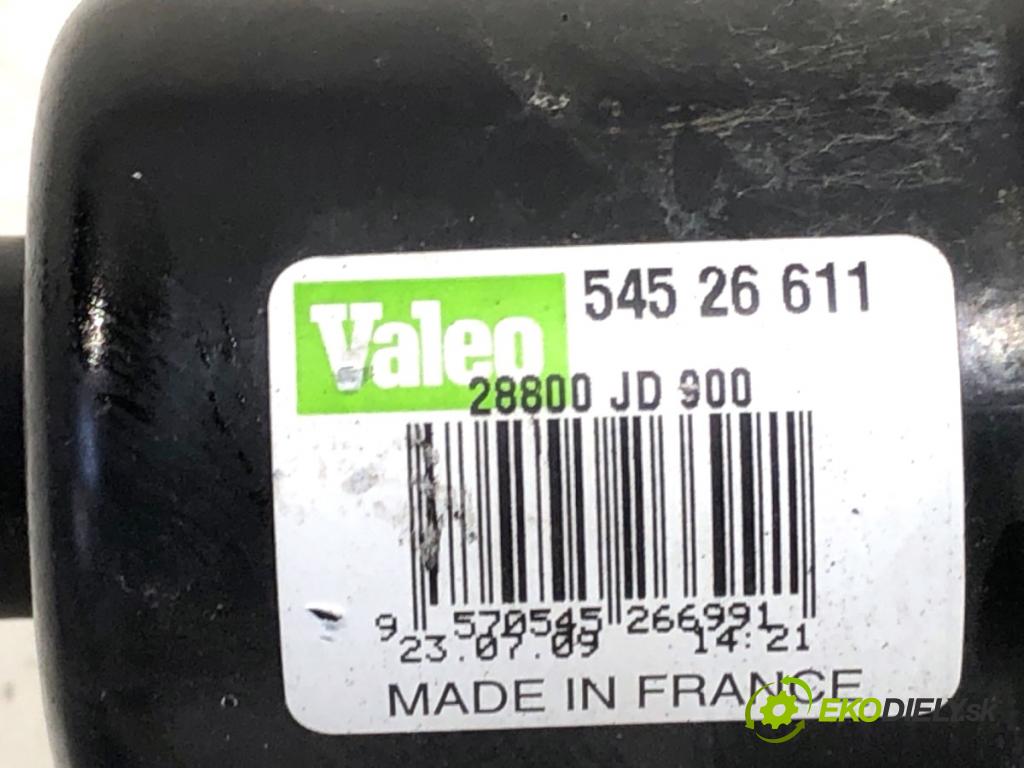 Valeo 545 26 611
28800 JD 900
9 570545 266991
23.07.09 14:21
MADE IN FRANCE
EKODIELY.sk